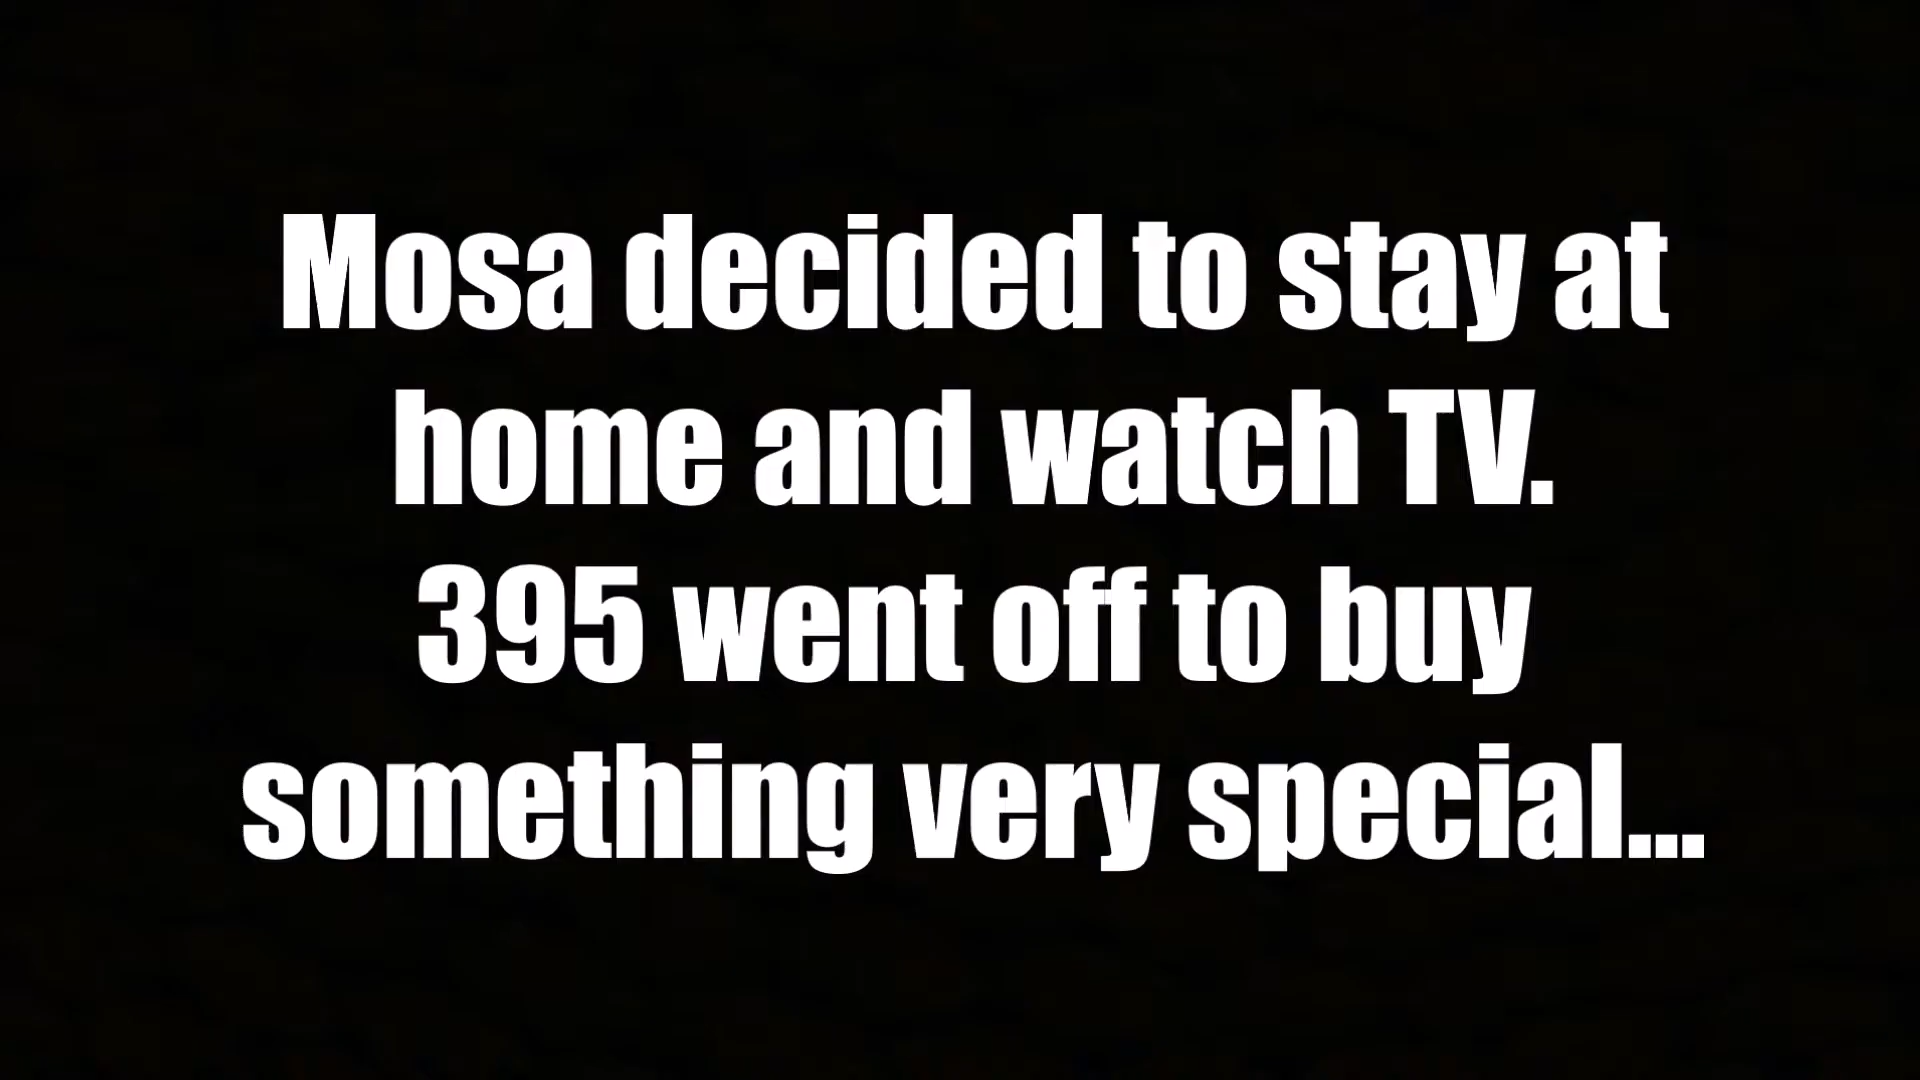 Mosa decided to stay at
home and watch TV.
395 went off to buy
something very special...